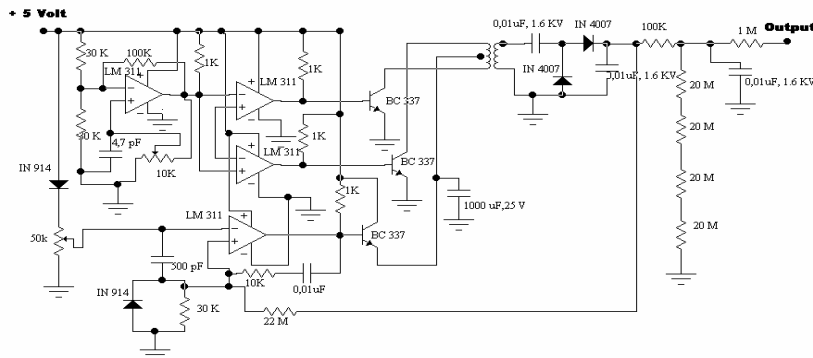 + 5 Volt
0,01uF, 1.6 KV
IN 4007
100K
1 M
Output
30 K
100K
LM 311
1K
LM 311
1K
IN 4007
0,01uF, 1.6 KV
0,01uF, 1.6 KV
BC 337
20 M
30 K
4,7 pF
10K
LM 311
1K
BC 337
20 M
IN 914
LM 311
1K
1000 uF,25 V
20 M
50k
BC 337
20 M
500 pF
10K
0,01uF
IN 914
30 K
22 M